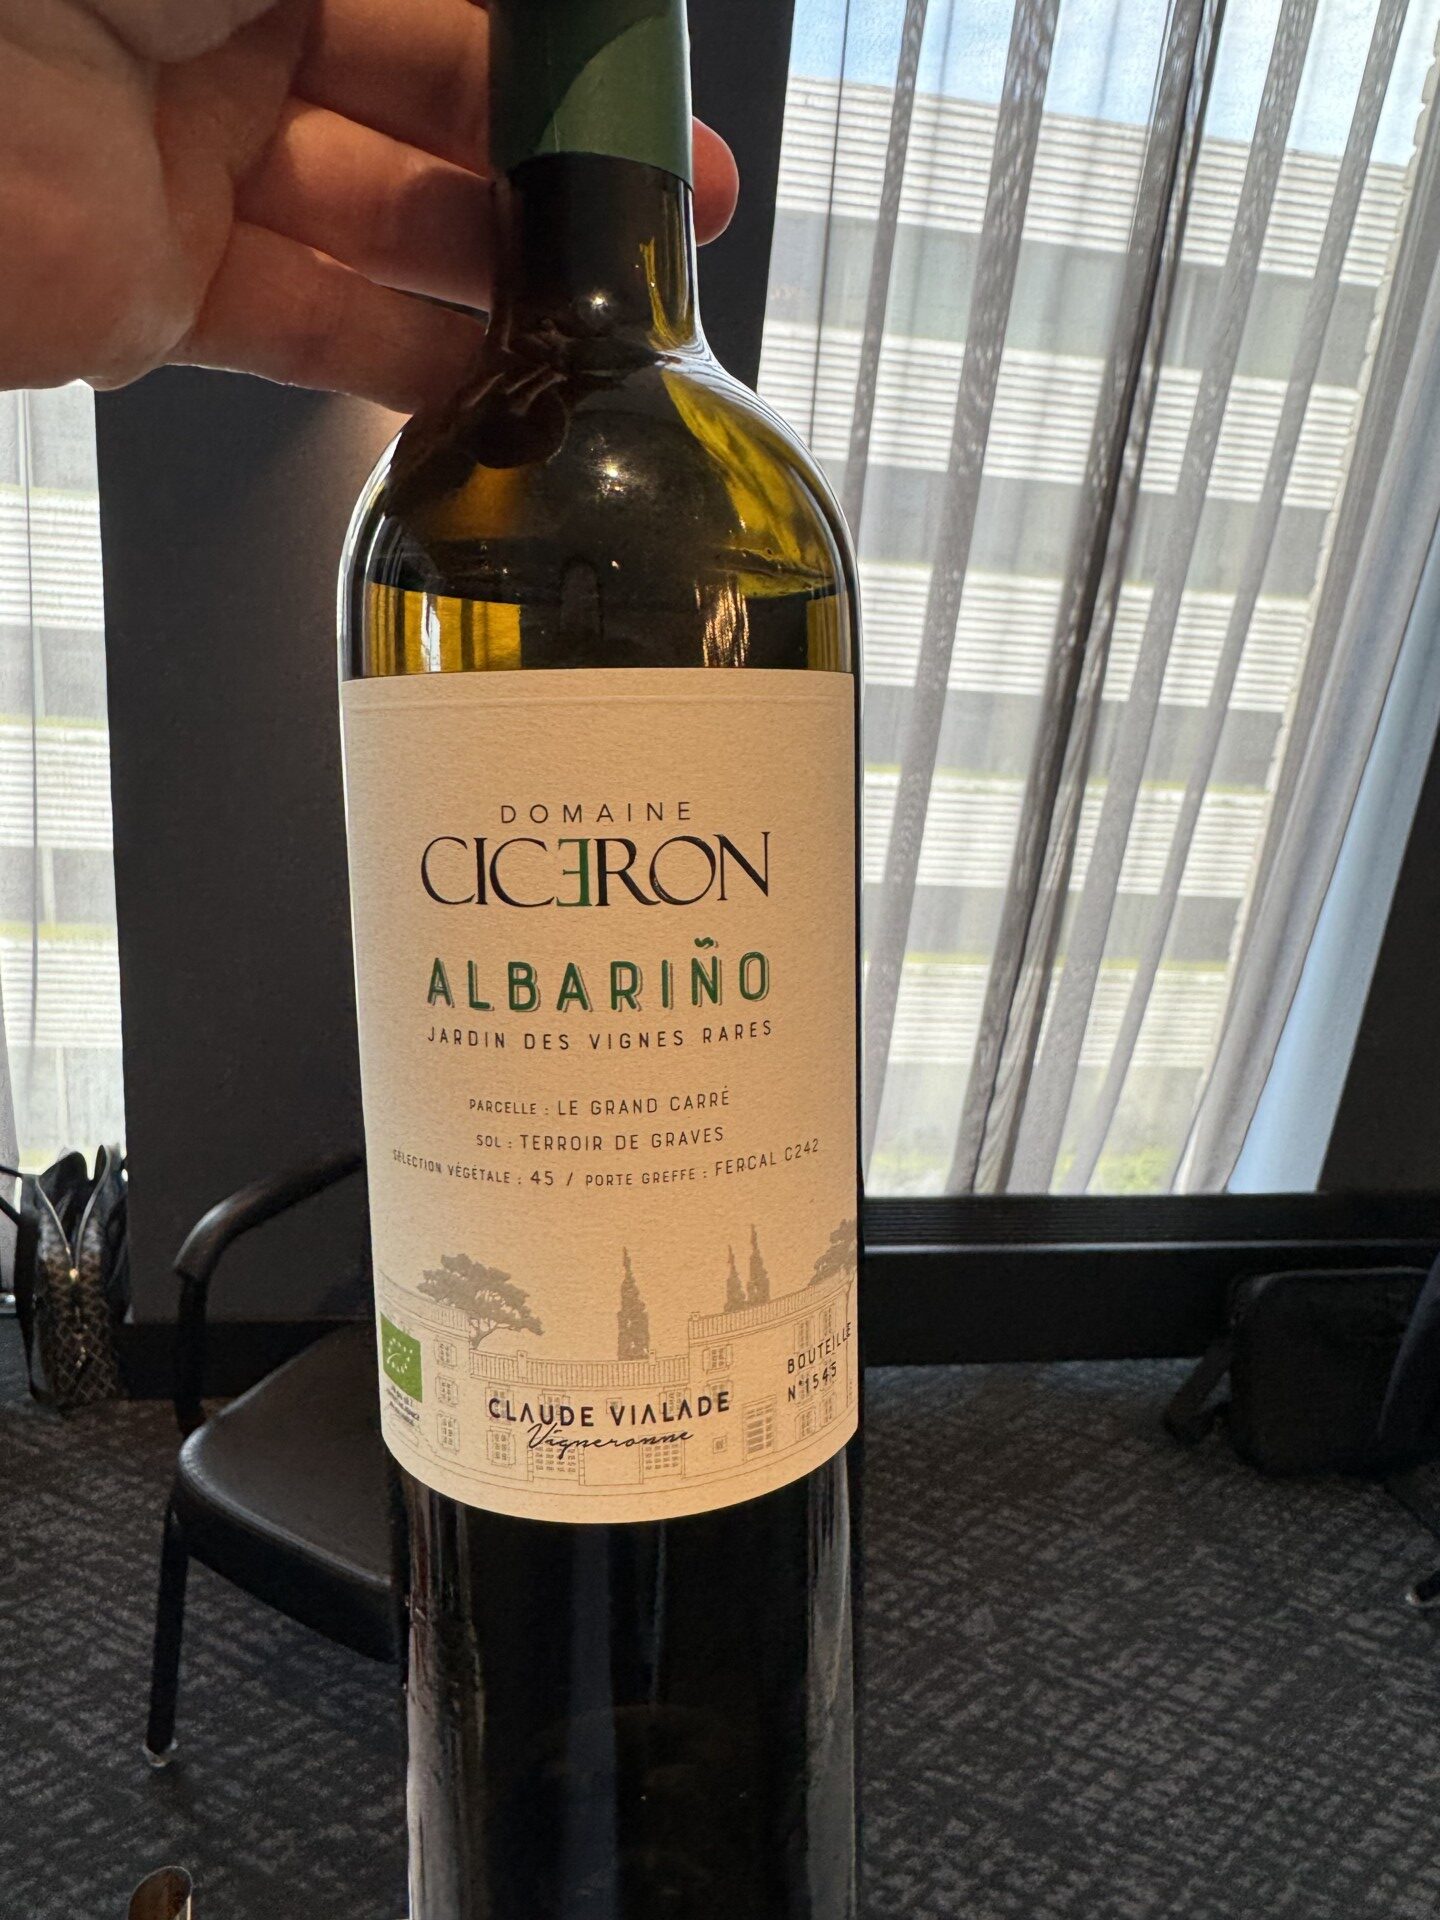 DOMAINE
CICERON
ALBARIÑO
JARDIN DES VIGNES RARES
PARCELLE : LE GRAND CARRÉ
SOL : TERROIR DE GRAVES
SÉLECTION VÉGÉTALE : 45 / PORTE GREFFE : FERCAL C242
BOUTEILLE
N°1545
CLAUDE VIALADE
Vigneronne